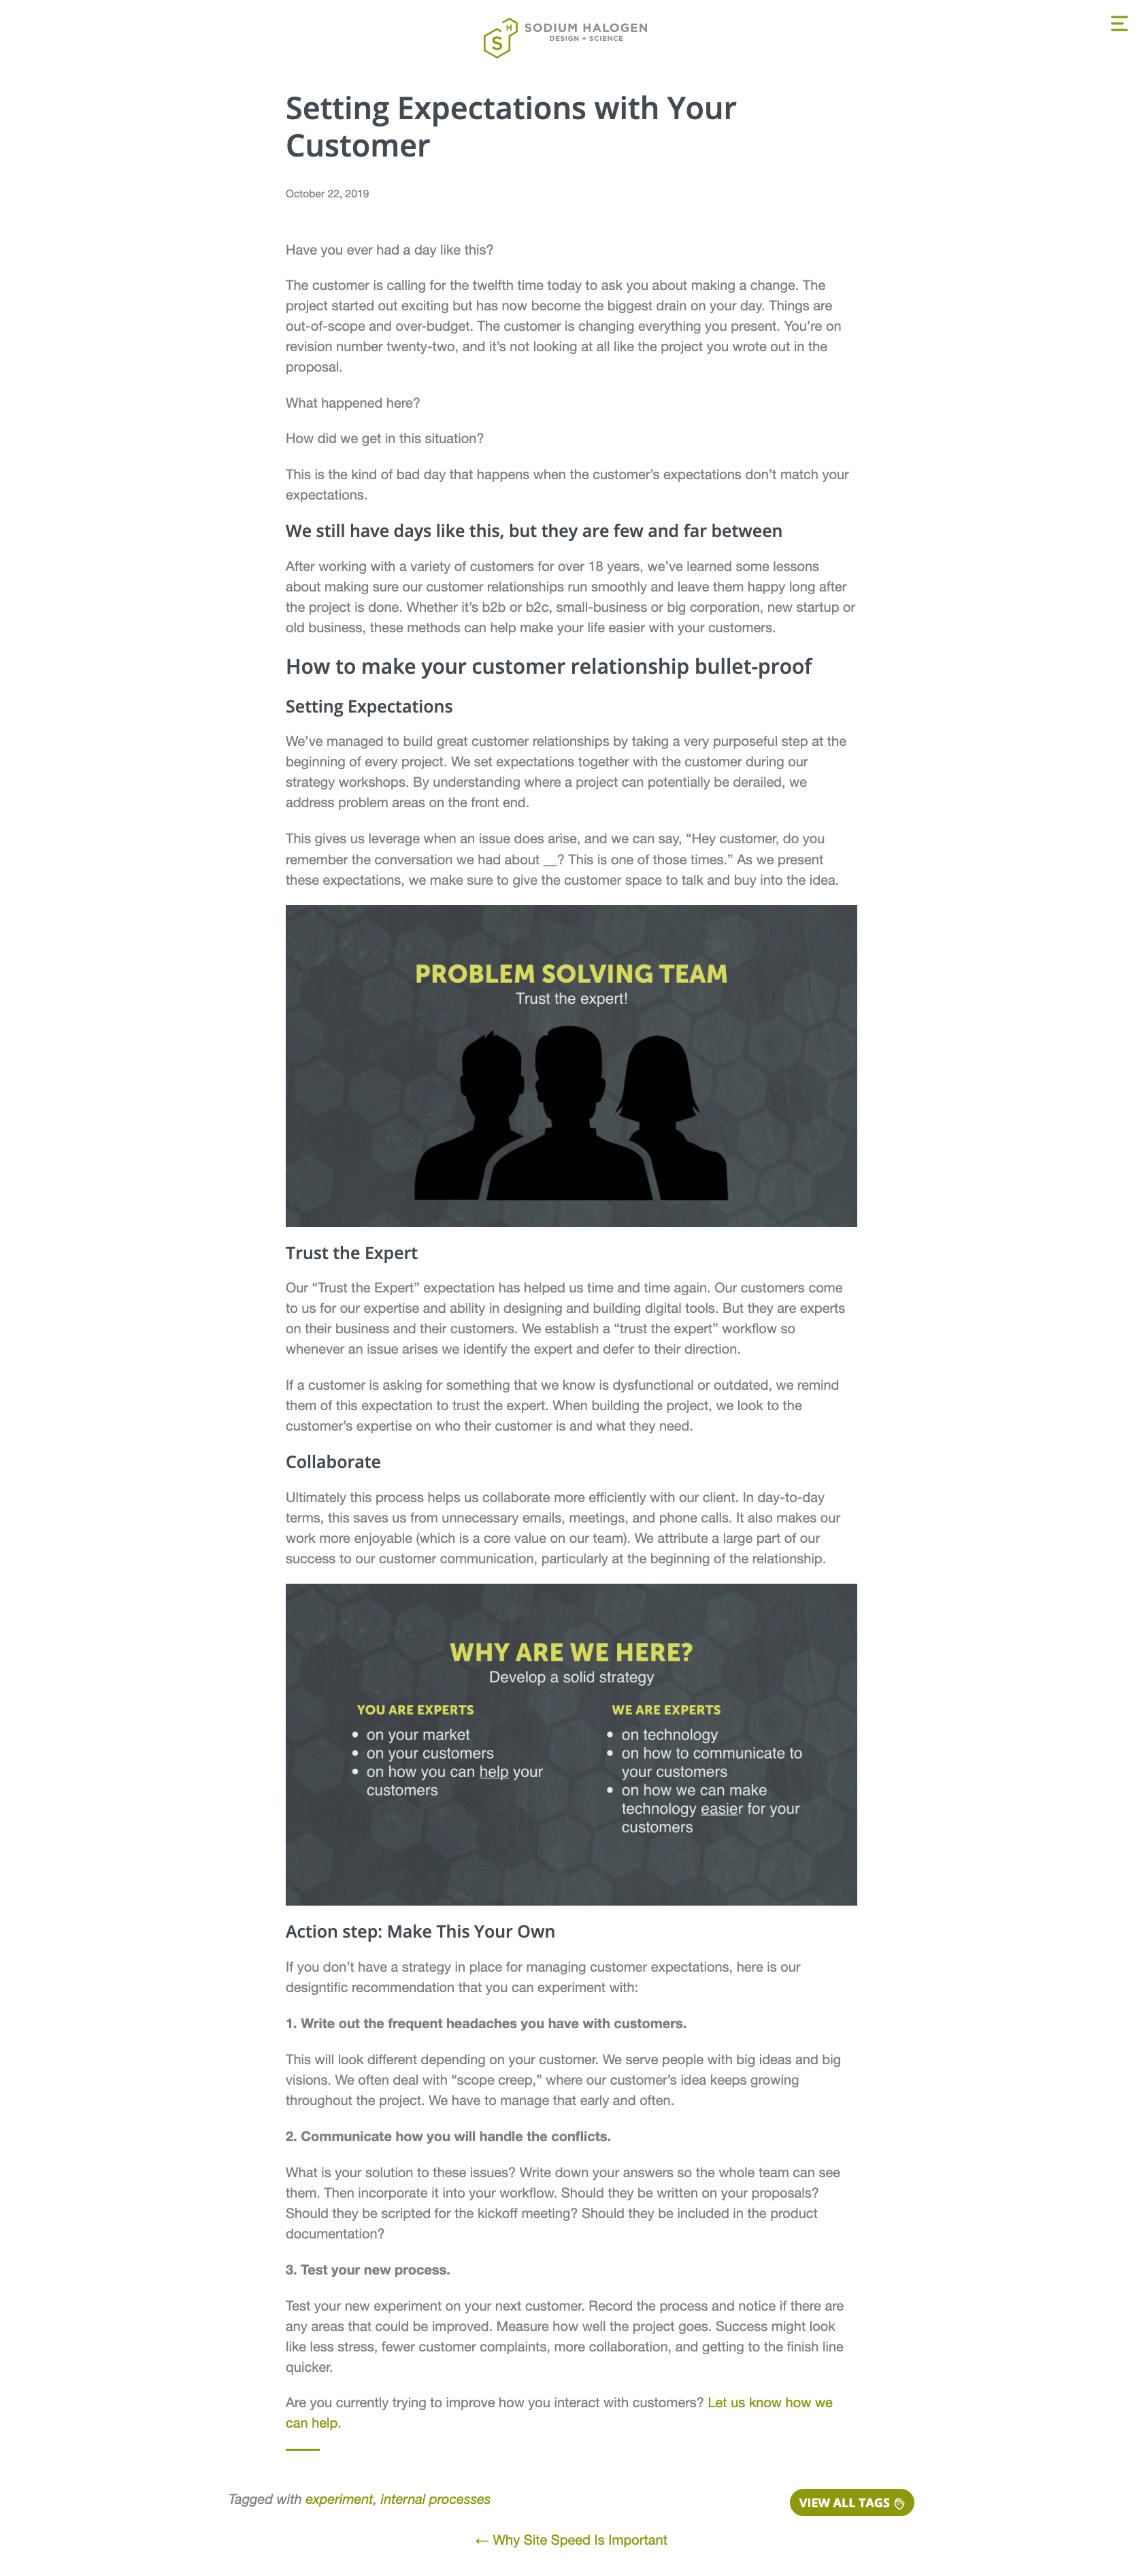 SODIUM HALOGEN
DESIGN + SCIENCE
H
S
Setting Expectations with Your
Customer
October 22, 2019
Have you ever had a day like this?
The customer is calling for the twelfth time today to ask you about making a change. The
project started out exciting but has now become the biggest drain on your day. Things are
out-of-scope and over-budget. The customer is changing everything you present. You’re on
revision number twenty-two, and it’s not looking at all like the project you wrote out in the
proposal.
What happened here?
How did we get in this situation?
This is the kind of bad day that happens when the customer’s expectations don’t match your
expectations.
We still have days like this, but they are few and far between
After working with a variety of customers for over 18 years, we’ve learned some lessons
about making sure our customer relationships run smoothly and leave them happy long after
the project is done. Whether it’s b2b or b2c, small-business or big corporation, new startup or
old business, these methods can help make your life easier with your customers.
How to make your customer relationship bullet-proof
Setting Expectations
We’ve managed to build great customer relationships by taking a very purposeful step at the
beginning of every project. We set expectations together with the customer during our
strategy workshops. By understanding where a project can potentially be derailed, we
address problem areas on the front end.
This gives us leverage when an issue does arise, and we can say, “Hey customer, do you
remember the conversation we had about __? This is one of those times.” As we present
these expectations, we make sure to give the customer space to talk and buy into the idea.
PROBLEM SOLVING TEAM
Trust the expert!
Trust the Expert
Our “Trust the Expert” expectation has helped us time and time again. Our customers come
to us for our expertise and ability in designing and building digital tools. But they are experts
on their business and their customers. We establish a “trust the expert” workflow so
whenever an issue arises we identify the expert and defer to their direction.
If a customer is asking for something that we know is dysfunctional or outdated, we remind
them of this expectation to trust the expert. When building the project, we look to the
customer’s expertise on who their customer is and what they need.
Collaborate
Ultimately this process helps us collaborate more efficiently with our client. In day-to-day
terms, this saves us from unnecessary emails, meetings, and phone calls. It also makes our
work more enjoyable (which is a core value on our team). We attribute a large part of our
success to our customer communication, particularly at the beginning of the relationship.
WHY ARE WE HERE?
Develop a solid strategy
YOU ARE EXPERTS
• on your market
• on your customers
• on how you can help your
customers
WE ARE EXPERTS
• on technology
• on how to communicate to
your customers
• on how we can make
technology easier for your
customers
Action step: Make This Your Own
If you don’t have a strategy in place for managing customer expectations, here is our
designtific recommendation that you can experiment with:
1. Write out the frequent headaches you have with customers.
This will look different depending on your customer. We serve people with big ideas and big
visions. We often deal with “scope creep,” where our customer’s idea keeps growing
throughout the project. We have to manage that early and often.
2. Communicate how you will handle the conflicts.
What is your solution to these issues? Write down your answers so the whole team can see
them. Then incorporate it into your workflow. Should they be written on your proposals?
Should they be scripted for the kickoff meeting? Should they be included in the product
documentation?
3. Test your new process.
Test your new experiment on your next customer. Record the process and notice if there are
any areas that could be improved. Measure how well the project goes. Success might look
like less stress, fewer customer complaints, more collaboration, and getting to the finish line
quicker.
Are you currently trying to improve how you interact with customers? Let us know how we
can help.
Tagged with experiment, internal processes
VIEW ALL TAGS
← Why Site Speed Is Important